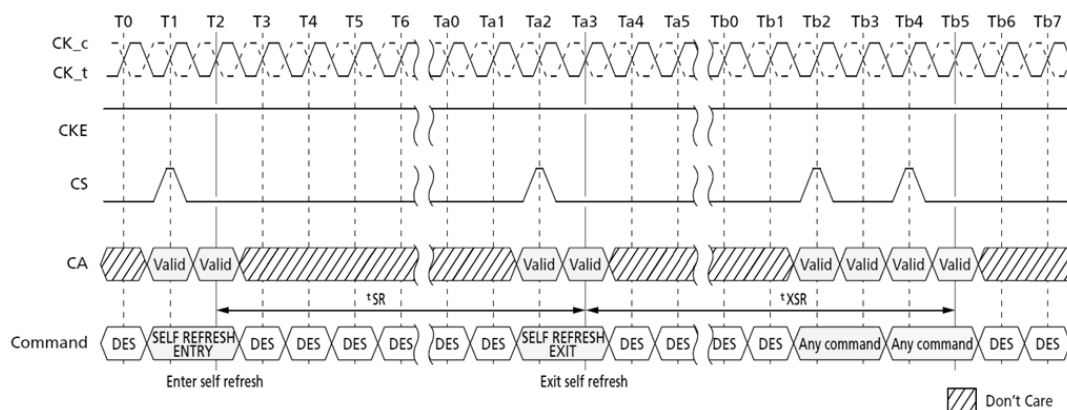 T0 T1 T2 T3 T4 T5 T6 Ta0 Ta1 Ta2 Ta3 Ta4 Ta5 Tb0 Tb1 Tb2 Tb3 Tb4 Tb5 Tb6 Tb7
CK_c
CK_t
CKE
CS
CA Valid Valid Valid Valid Valid Valid Valid Valid
tSR tXSR
Command DES SELF REFRESH ENTRY DES DES DES DES DES DES SELF REFRESH EXIT DES DES DES DES Any command Any command DES DES
Enter self refresh Exit self refresh
Don't Care